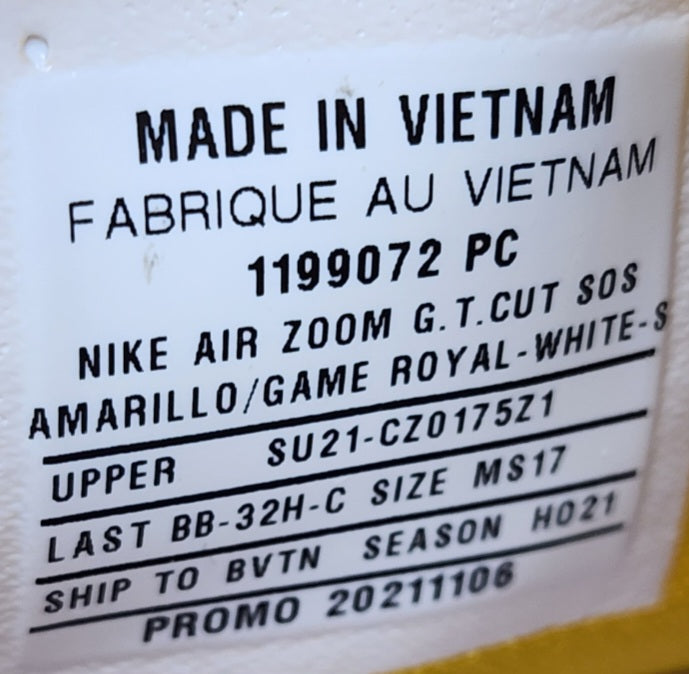 MADE IN VIETNAM
FABRIQUE AU VIETNAM
1199072 PC
NIKE AIR ZOOM G.T.CUT SOS
AMARILLO/GAME ROYAL-WHITE-S
UPPER SU21-CZ0175Z1
LAST BB-32H-C SIZE MS17
SHIP TO BVTN SEASON HO21
PROMO 20211106